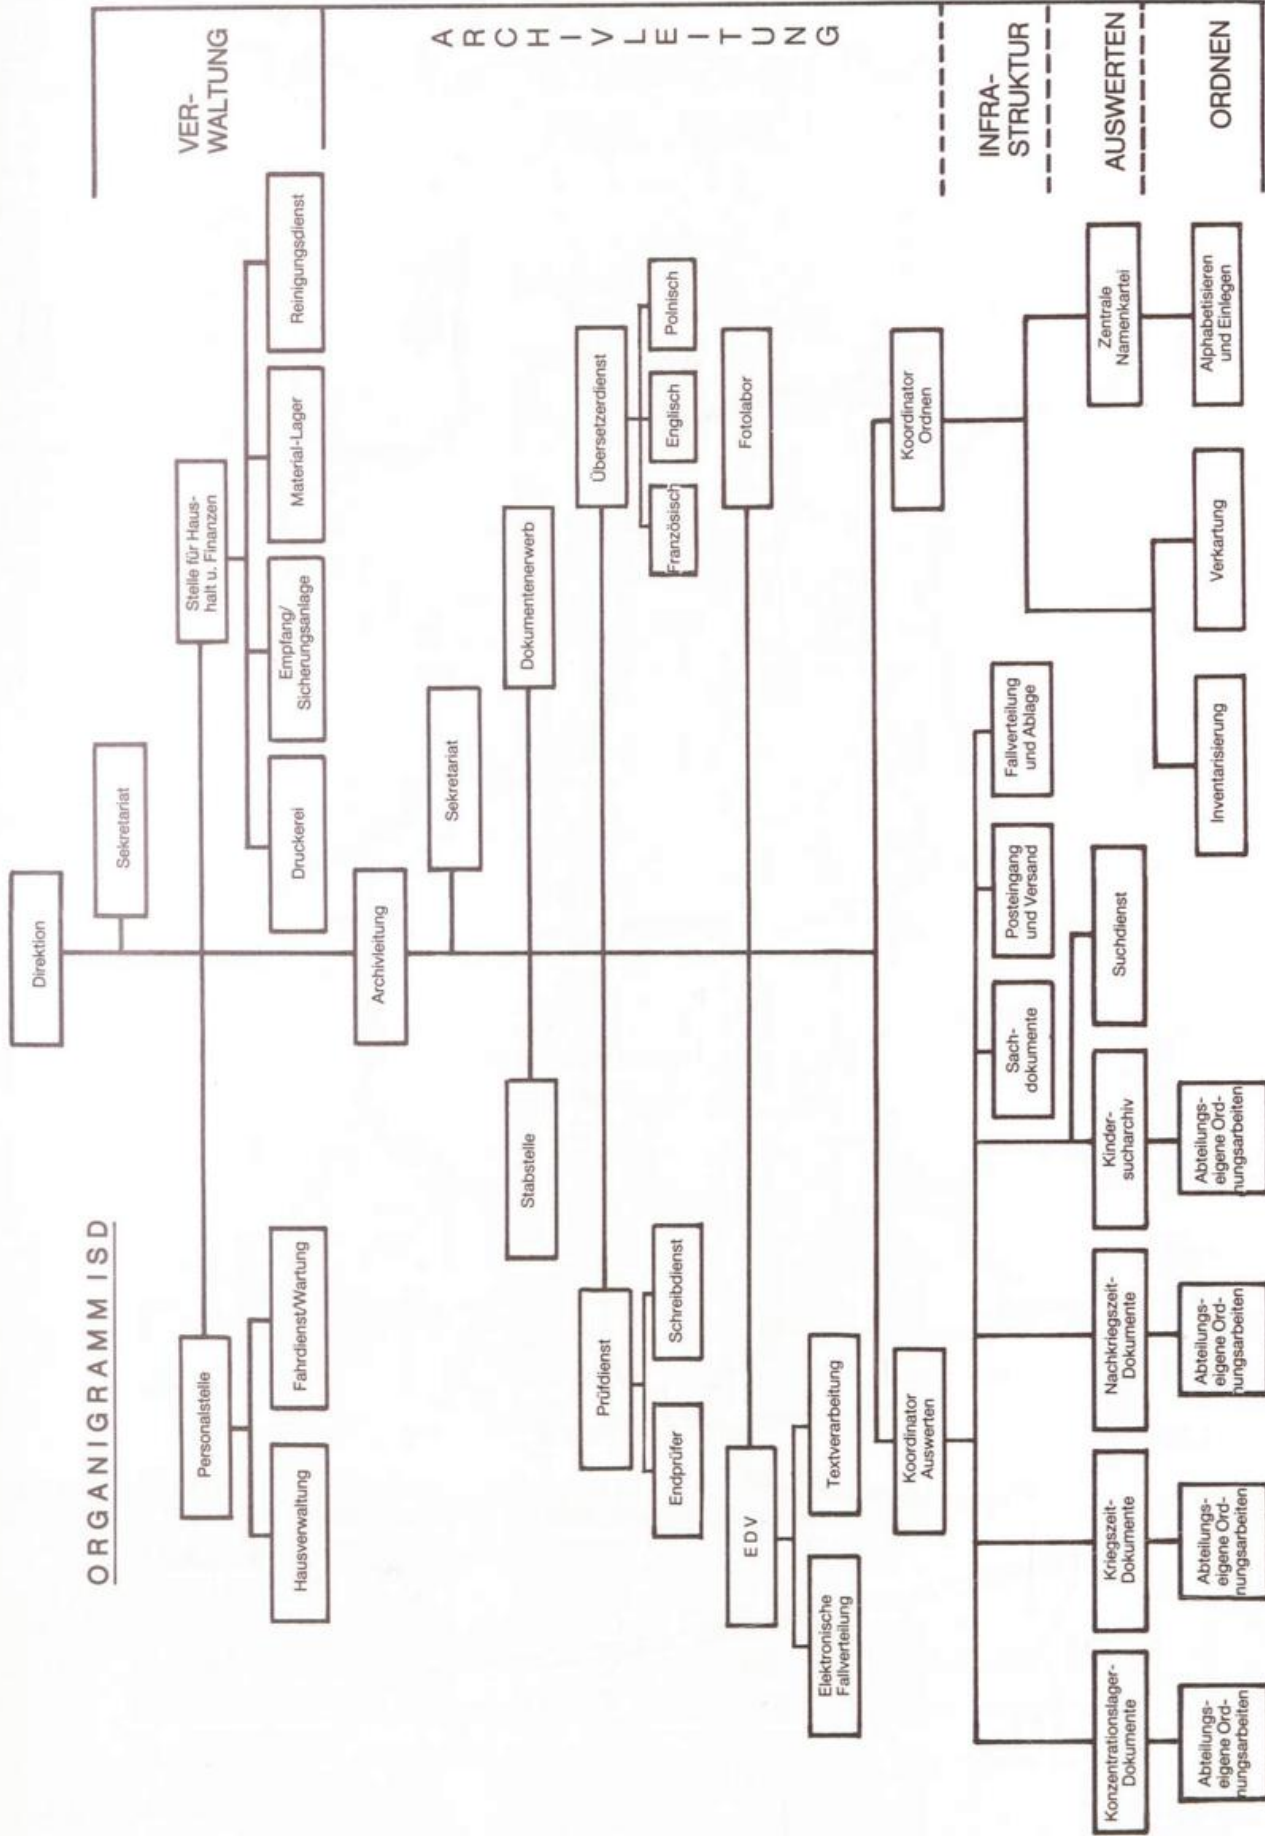 ORGANIGRAMM ISD
Direktion
Sekretariat
VER-
WALTUNG
Personalstelle
Stelle für Haus-
halt u. Finanzen
Hausverwaltung
Fahrdienst/Wartung
Druckerei
Empfang/
Sicherungsanlage
Material-Lager
Reinigungsdienst
Archivleitung
ARCHIVLEITUNG
Sekretariat
Stabstelle
Dokumentenerwerb
Prüfdienst
Übersetzerdienst
Endprüfer
Schreibdienst
Französisch
Englisch
Polnisch
E D V
Fotolabor
Elektronische
Fallverteilung
Textverarbeitung
Koordinator
Auswerten
Koordinator
Ordnen
Sach-
dokumente
Posteingang
und Versand
Fallverteilung
und Ablage
INFRA-
STRUKTUR
Konzentrationslager-
Dokumente
Kriegszeit-
Dokumente
Nachkriegszeit-
Dokumente
Kinder-
sucharchiv
Suchdienst
Zentrale
Namenkartei
AUSWERTEN
Abteilungs-
eigene Ord-
nungsarbeiten
Abteilungs-
eigene Ord-
nungsarbeiten
Abteilungs-
eigene Ord-
nungsarbeiten
Abteilungs-
eigene Ord-
nungsarbeiten
Inventarisierung
Verkartung
Alphabetisieren
und Einlegen
ORDNEN